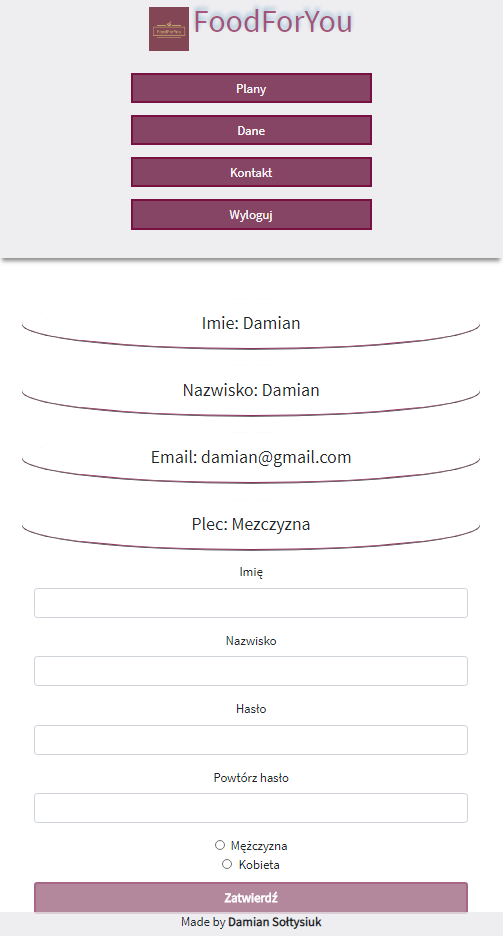 FoodForYou
FoodForYou
Plany
Dane
Kontakt
Wyloguj
Imie: Damian
Nazwisko: Damian
Email: damian@gmail.com
Plec: Mezczyzna
Imię
Nazwisko
Hasło
Powtórz hasło
Mężczyzna
Kobieta
Zatwierdź
Made by Damian Sołtysiuk